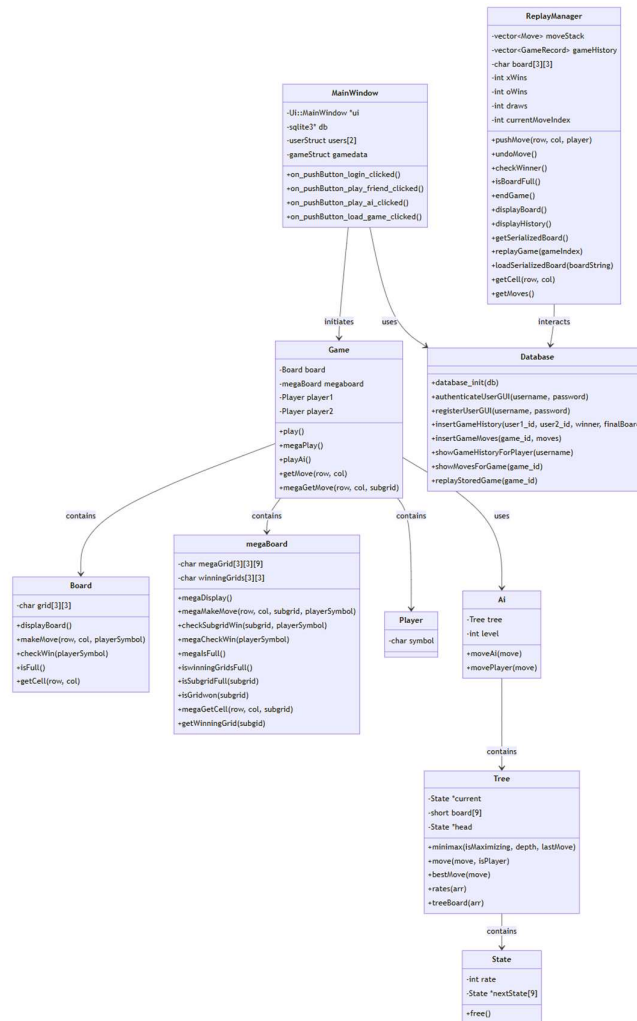 ReplayManager
-vector<Move> moveStack
-vector<GameRecord> gameHistory
-char board[3][3]
-int xWins
-int oWins
-int draws
-int currentMoveIndex
+pushMove(row, col, player)
+undoMove()
+checkWinner()
+isBoardFull()
+endGame()
+displayBoard()
+displayHistory()
+getSerializedBoard()
+replayGame(gameIndex)
+loadSerializedBoard(boardString)
+getCell(row, col)
+getMoves()
MainWindow
-Ui::MainWindow *ui
-sqlite3* db
-userStruct users[2]
-gameStruct gamedata
+on_pushButton_login_clicked()
+on_pushButton_play_friend_clicked()
+on_pushButton_play_ai_clicked()
+on_pushButton_load_game_clicked()
initiates
uses
interacts
Game
-Board board
-megaBoard megaboard
-Player player1
-Player player2
+play()
+megaPlay()
+playAi()
+getMove(row, col)
+megaGetMove(row, col, subgrid)
Database
+database_init(db)
+authenticateUserGUI(username, password)
+registerUserGUI(username, password)
+insertGameHistory(user1_id, user2_id, winner, finalBoard
+insertGameMoves(game_id, moves)
+showGameHistoryForPlayer(username)
+showMovesForGame(game_id)
+replayStoredGame(game_id)
contains
contains
contains
uses
Board
-char grid[3][3]
+displayBoard()
+makeMove(row, col, playerSymbol)
+checkWin(playerSymbol)
+isFull()
+getCell(row, col)
megaBoard
-char megaGrid[3][3][9]
-char winningGrids[3][3]
+megaDisplay()
+megaMakeMove(row, col, subgrid, playerSymbol)
+checkSubgridWin(subgrid, playerSymbol)
+megaCheckWin(playerSymbol)
+megaIsFull()
+iswinningGridsFull()
+isSubgridFull(subgrid)
+isGridwon(subgrid)
+megaGetCell(row, col, subgrid)
+getWinningGrid(subgid)
Player
-char symbol
Ai
-Tree tree
-int level
+moveAi(move)
+movePlayer(move)
contains
Tree
-State *current
-short board[9]
-State *head
+minimax(isMaximizing, depth, lastMove)
+move(move, isPlayer)
+bestMove(move)
+rates(arr)
+treeBoard(arr)
contains
State
-int rate
-State *nextState[9]
+free()